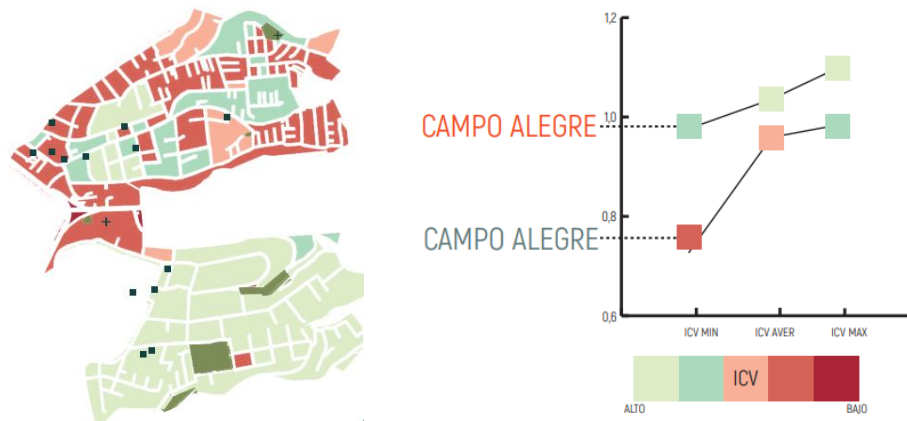 1,2
1,0
CAMPO ALEGRE
0,8
CAMPO ALEGRE
0,6
ICV MIN ICV AVER ICV MAX
ICV
ALTO BAJO